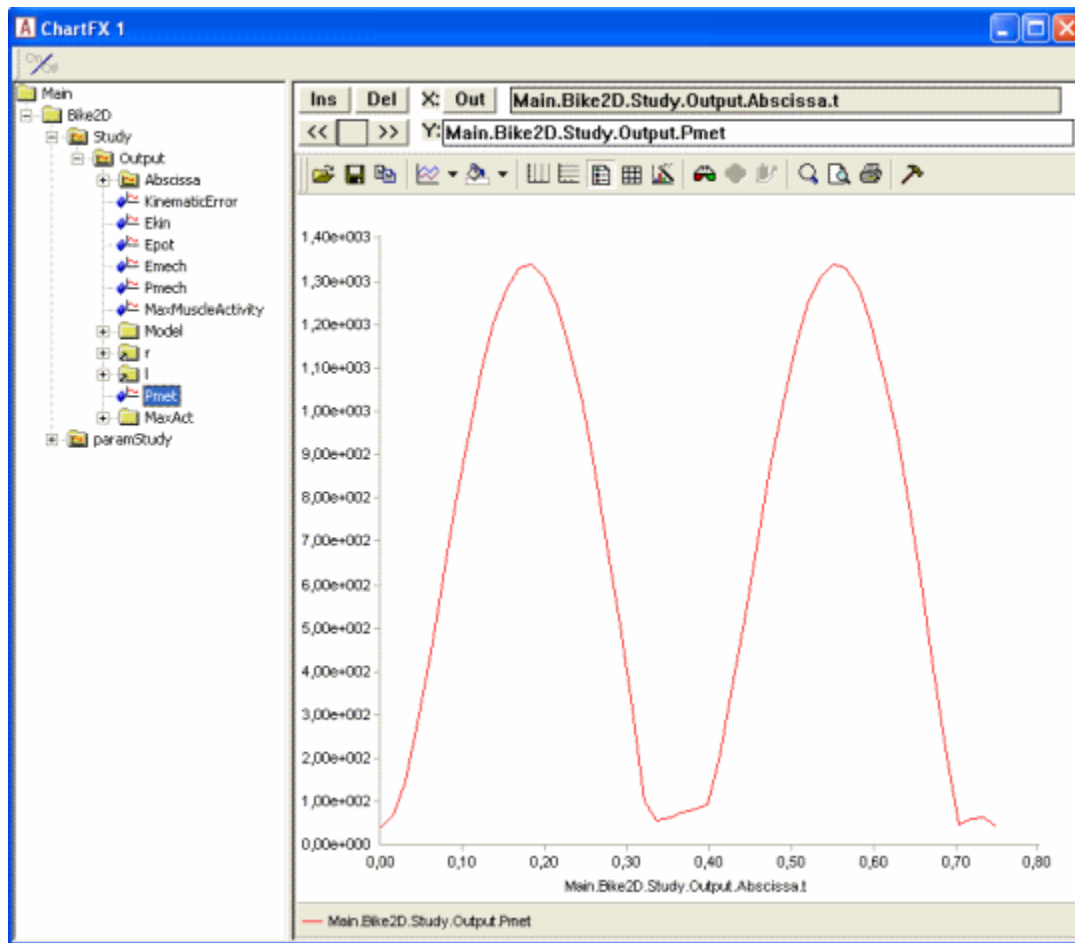 ChartFX 1
On
Off
Main
Bike2D
Study
Output
Abscissa
KinematicError
Ekin
Epot
Emech
Pmech
MaxMuscleActivity
Model
r
l
Pmet
MaxAct
paramStudy
Ins Del X: Out Main.Bike2D.Study.Output.Abscissa.t
<< >> Y: Main.Bike2D.Study.Output.Pmet
1,40e+003
1,30e+003
1,20e+003
1,10e+003
1,00e+003
9,00e+002
8,00e+002
7,00e+002
6,00e+002
5,00e+002
4,00e+002
3,00e+002
2,00e+002
1,00e+002
0,00e+000
0,00 0,10 0,20 0,30 0,40 0,50 0,60 0,70 0,80
Main.Bike2D.Study.Output.Abscissa.t
Main.Bike2D.Study.Output.Pmet